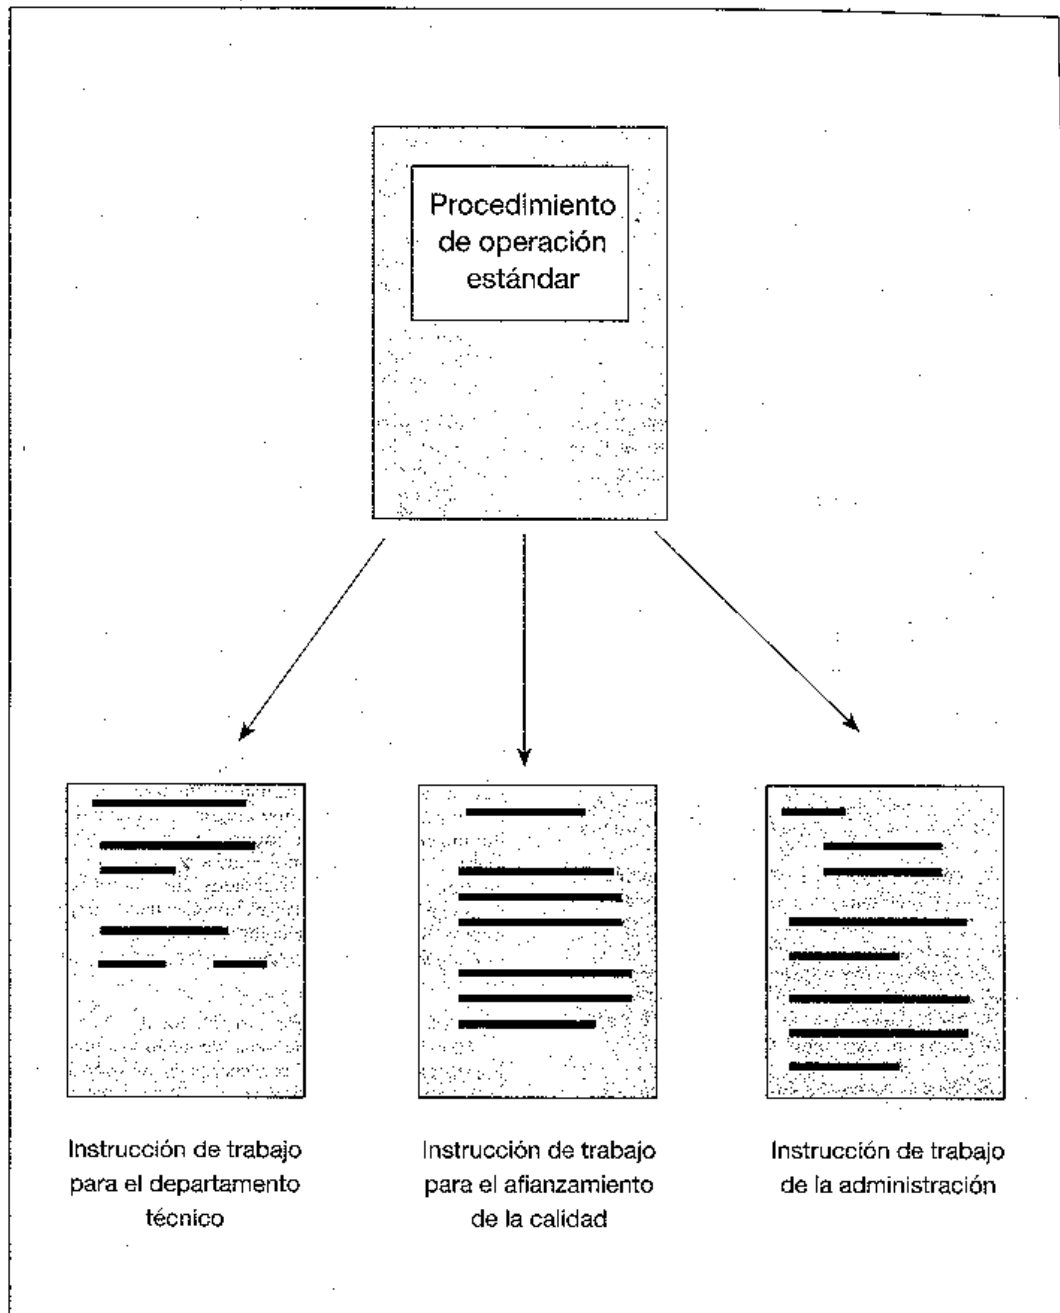 Procedimiento
de operación
estándar
Instrucción de trabajo
para el departamento
técnico
Instrucción de trabajo
para el afianzamiento
de la calidad
Instrucción de trabajo
de la administración